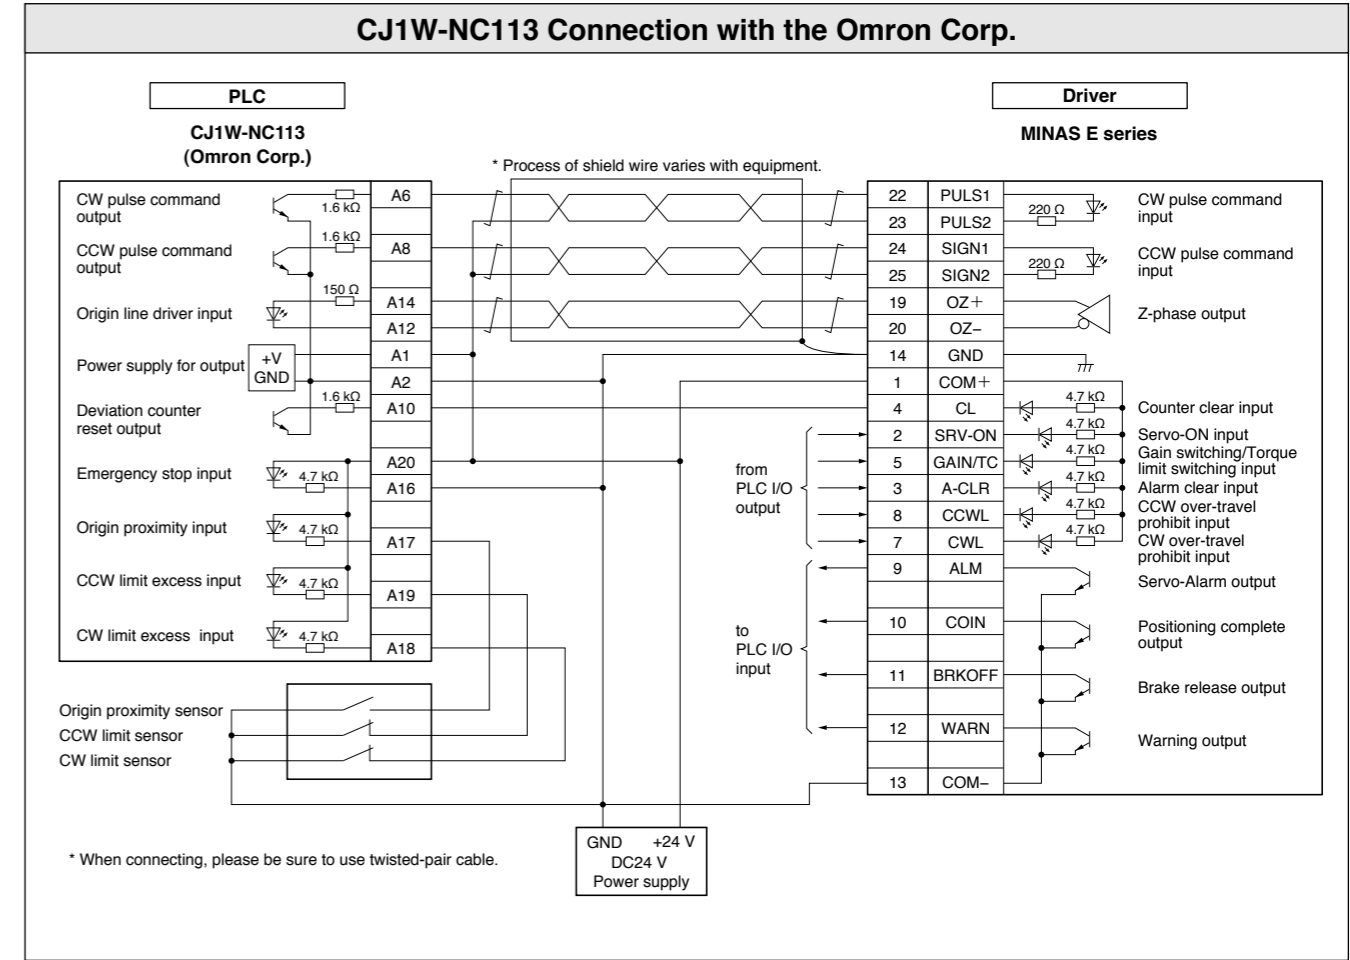 CJ1W-NC113 Connection with the Omron Corp.
PLC
CJ1W-NC113
(Omron Corp.)
Driver
MINAS E series
* Process of shield wire varies with equipment.
CW pulse command
output
1.6 kΩ
A6
CCW pulse command
output
1.6 kΩ
A8
Origin line driver input
150 Ω
A14
A12
Power supply for output
+V
GND
A1
A2
Deviation counter
reset output
1.6 kΩ
A10
Emergency stop input
4.7 kΩ
A20
A16
Origin proximity input
4.7 kΩ
A17
CCW limit excess input
4.7 kΩ
A19
CW limit excess input
4.7 kΩ
A18
Origin proximity sensor
CCW limit sensor
CW limit sensor
22 PULS1
23 PULS2
220 Ω
CW pulse command
input
24 SIGN1
25 SIGN2
220 Ω
CCW pulse command
input
19 OZ+
20 OZ−
Z-phase output
14 GND
1 COM+
4 CL
4.7 kΩ
Counter clear input
2 SRV-ON
4.7 kΩ
Servo-ON input
5 GAIN/TC
4.7 kΩ
Gain switching/Torque
limit switching input
3 A-CLR
4.7 kΩ
Alarm clear input
8 CCWL
4.7 kΩ
CCW over-travel
prohibit input
7 CWL
4.7 kΩ
CW over-travel
prohibit input
from
PLC I/O
output
9 ALM
Servo-Alarm output
10 COIN
Positioning complete
output
11 BRKOFF
Brake release output
12 WARN
Warning output
13 COM−
to
PLC I/O
input
GND +24 V
DC24 V
Power supply
* When connecting, please be sure to use twisted-pair cable.